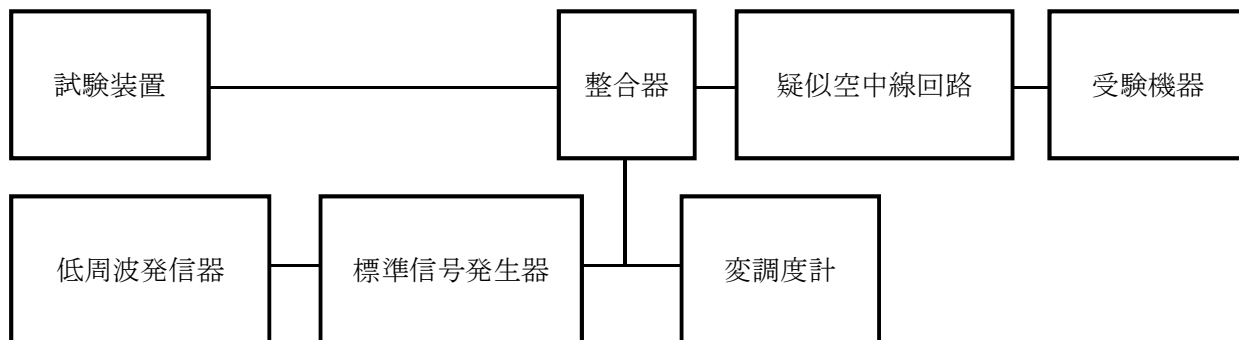 試験装置
整合器
疑似空中線回路
受験機器
低周波発信器
標準信号発生器
変調度計